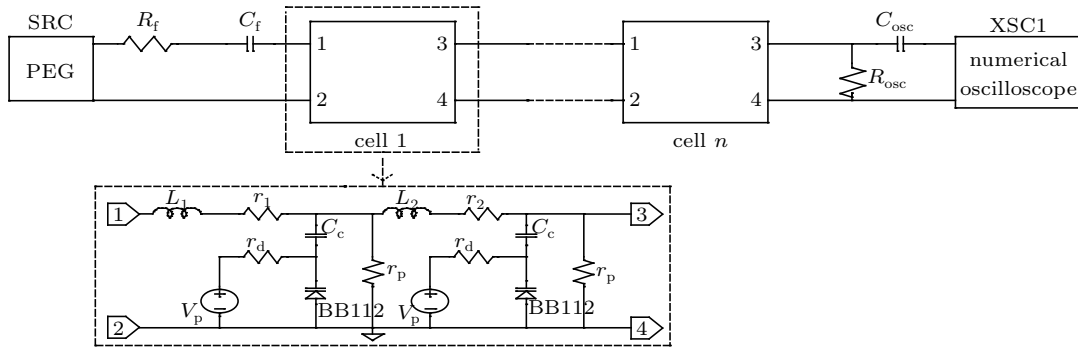 SRC
PEG
R_f
C_f
1
2
3
4
cell 1
1
2
3
4
cell n
C_osc
R_osc
XSC1
numerical
oscilloscope
1
L_1
r_1
L_2
r_2
3
C_c
C_c
r_d
r_d
r_p
r_p
V_p
BB112
V_p
BB112
2
4